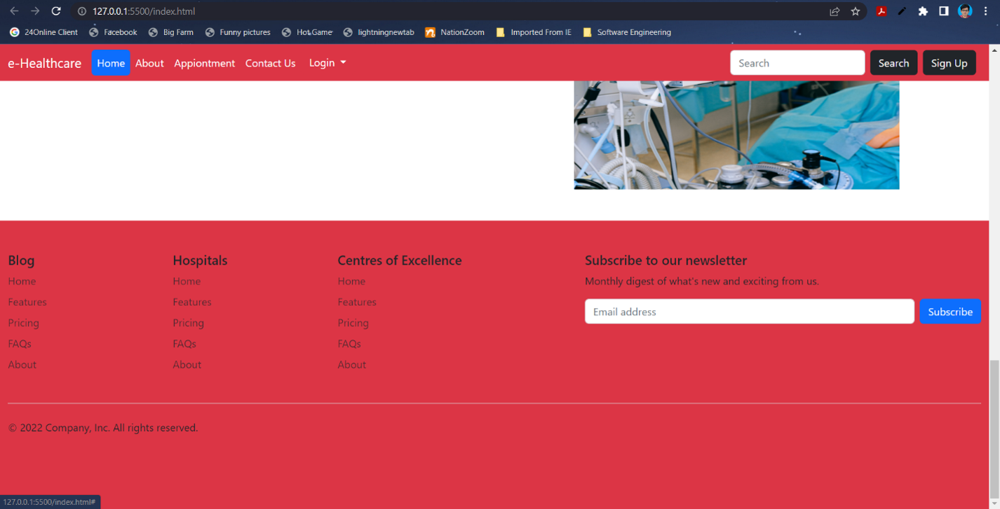 127.0.0.1:5500/index.html
24Online Client Facebook Big Farm Funny pictures Hot Game lightningnewtab NationZoom Imported From IE Software Engineering
e-Healthcare Home About Appiontment Contact Us Login Search Search Sign Up
Blog Hospitals Centres of Excellence Subscribe to our newsletter
Home Home Home Monthly digest of what's new and exciting from us.
Features Features Features
Email address Subscribe
Pricing Pricing Pricing
FAQs FAQs FAQs
About About About
© 2022 Company, Inc. All rights reserved.
127.0.0.1:5500/index.html#